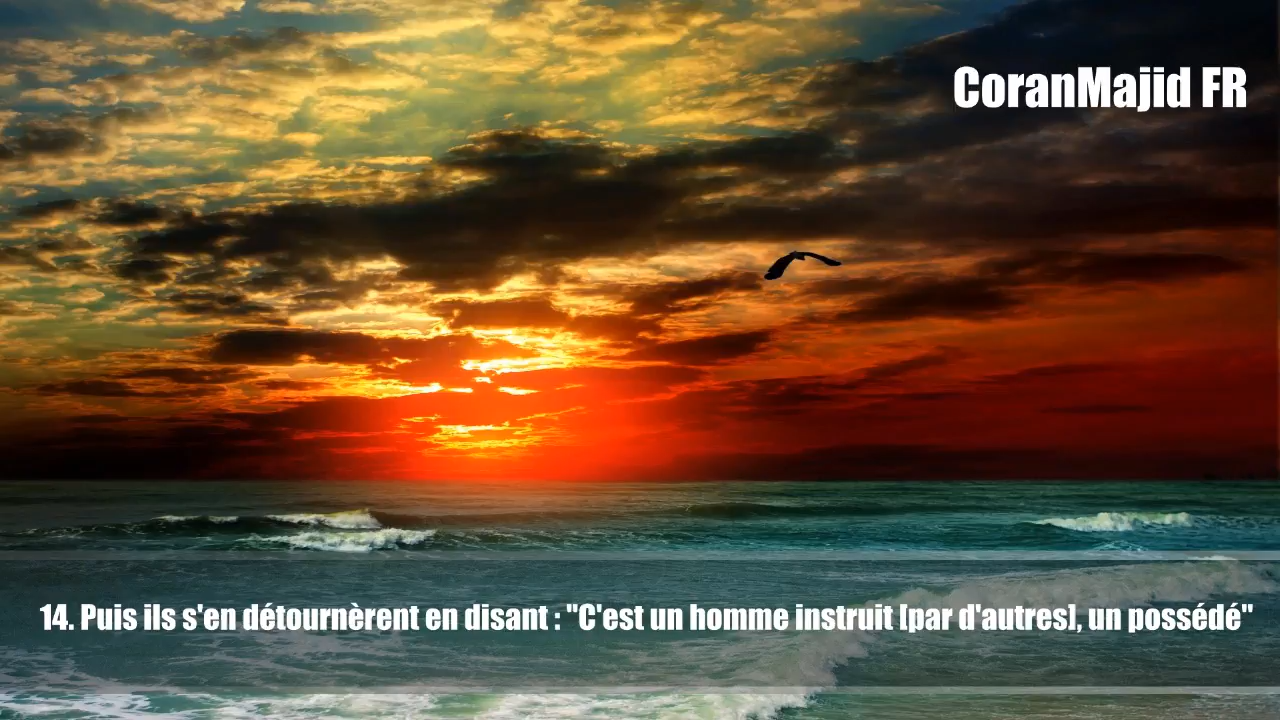 CoranMajid FR
14. Puis ils s'en détournèrent en disant : "C'est un homme instruit [par d'autres], un possédé"